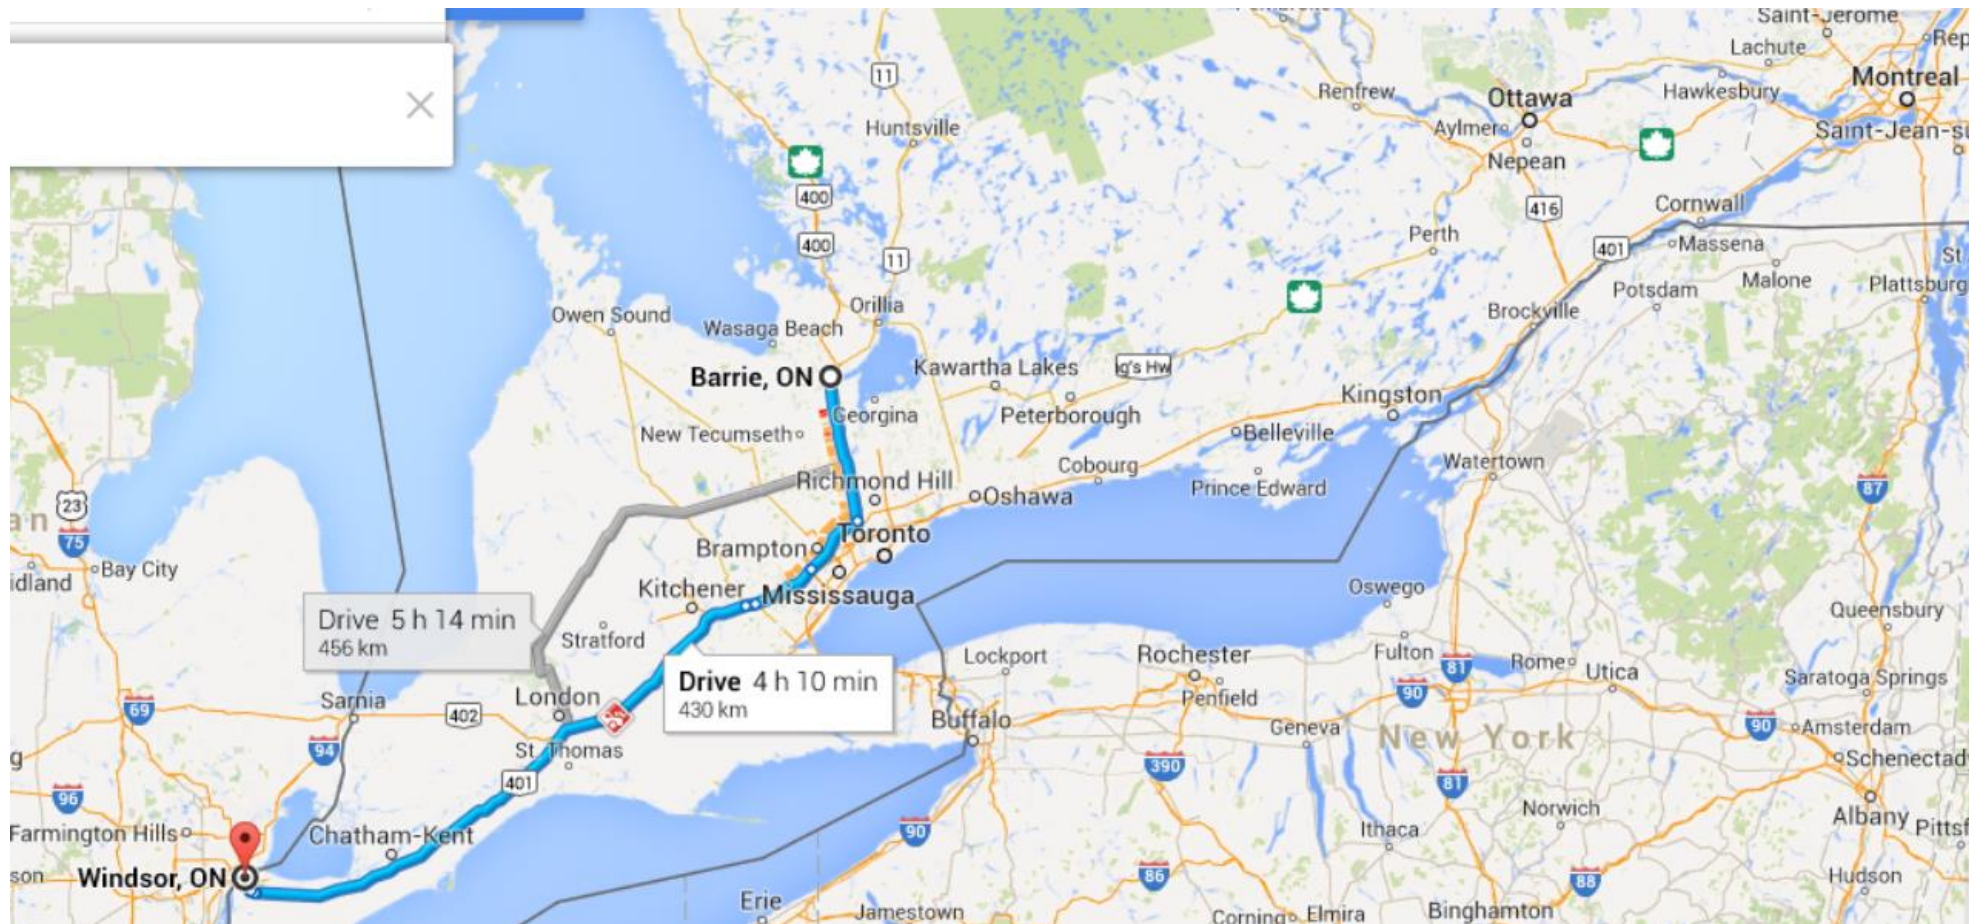 Saint-Jerome
Lachute
Montreal
11
Renfrew
Ottawa
Hawkesbury
Huntsville
Aylmer
Saint-Jean-su
Nepean
400
416
Cornwall
400
Perth
401
Massena
11
St
Malone
Plattsburg
Potsdam
Orillia
Brockville
Owen Sound
Wasaga Beach
Kawartha Lakes
ig's Hw
Barrie, ON
Kingston
Georgina
Peterborough
New Tecumseth
Belleville
Cobourg
Watertown
Richmond Hill
Prince Edward
87
Oshawa
23
an
Toronto
75
Brampton
Bay City
idland
Kitchener
Mississauga
Oswego
Queensbury
Drive 5 h 14 min
456 km
Stratford
Lockport
Rochester
Fulton
81
Rome
Utica
Saratoga Springs
Drive 4 h 10 min
430 km
90
Penfield
London
Sarnia
402
69
Buffalo
Geneva
New York
90
Amsterdam
94
St. Thomas
Schenectad
g
390
401
81
96
Norwich
Albany
Pittsf
Farmington Hills
Chatham-Kent
90
Ithaca
son
Windsor, ON
86
88
Hudson
Erie
Jamestown
Corning
Elmira
Binghamton